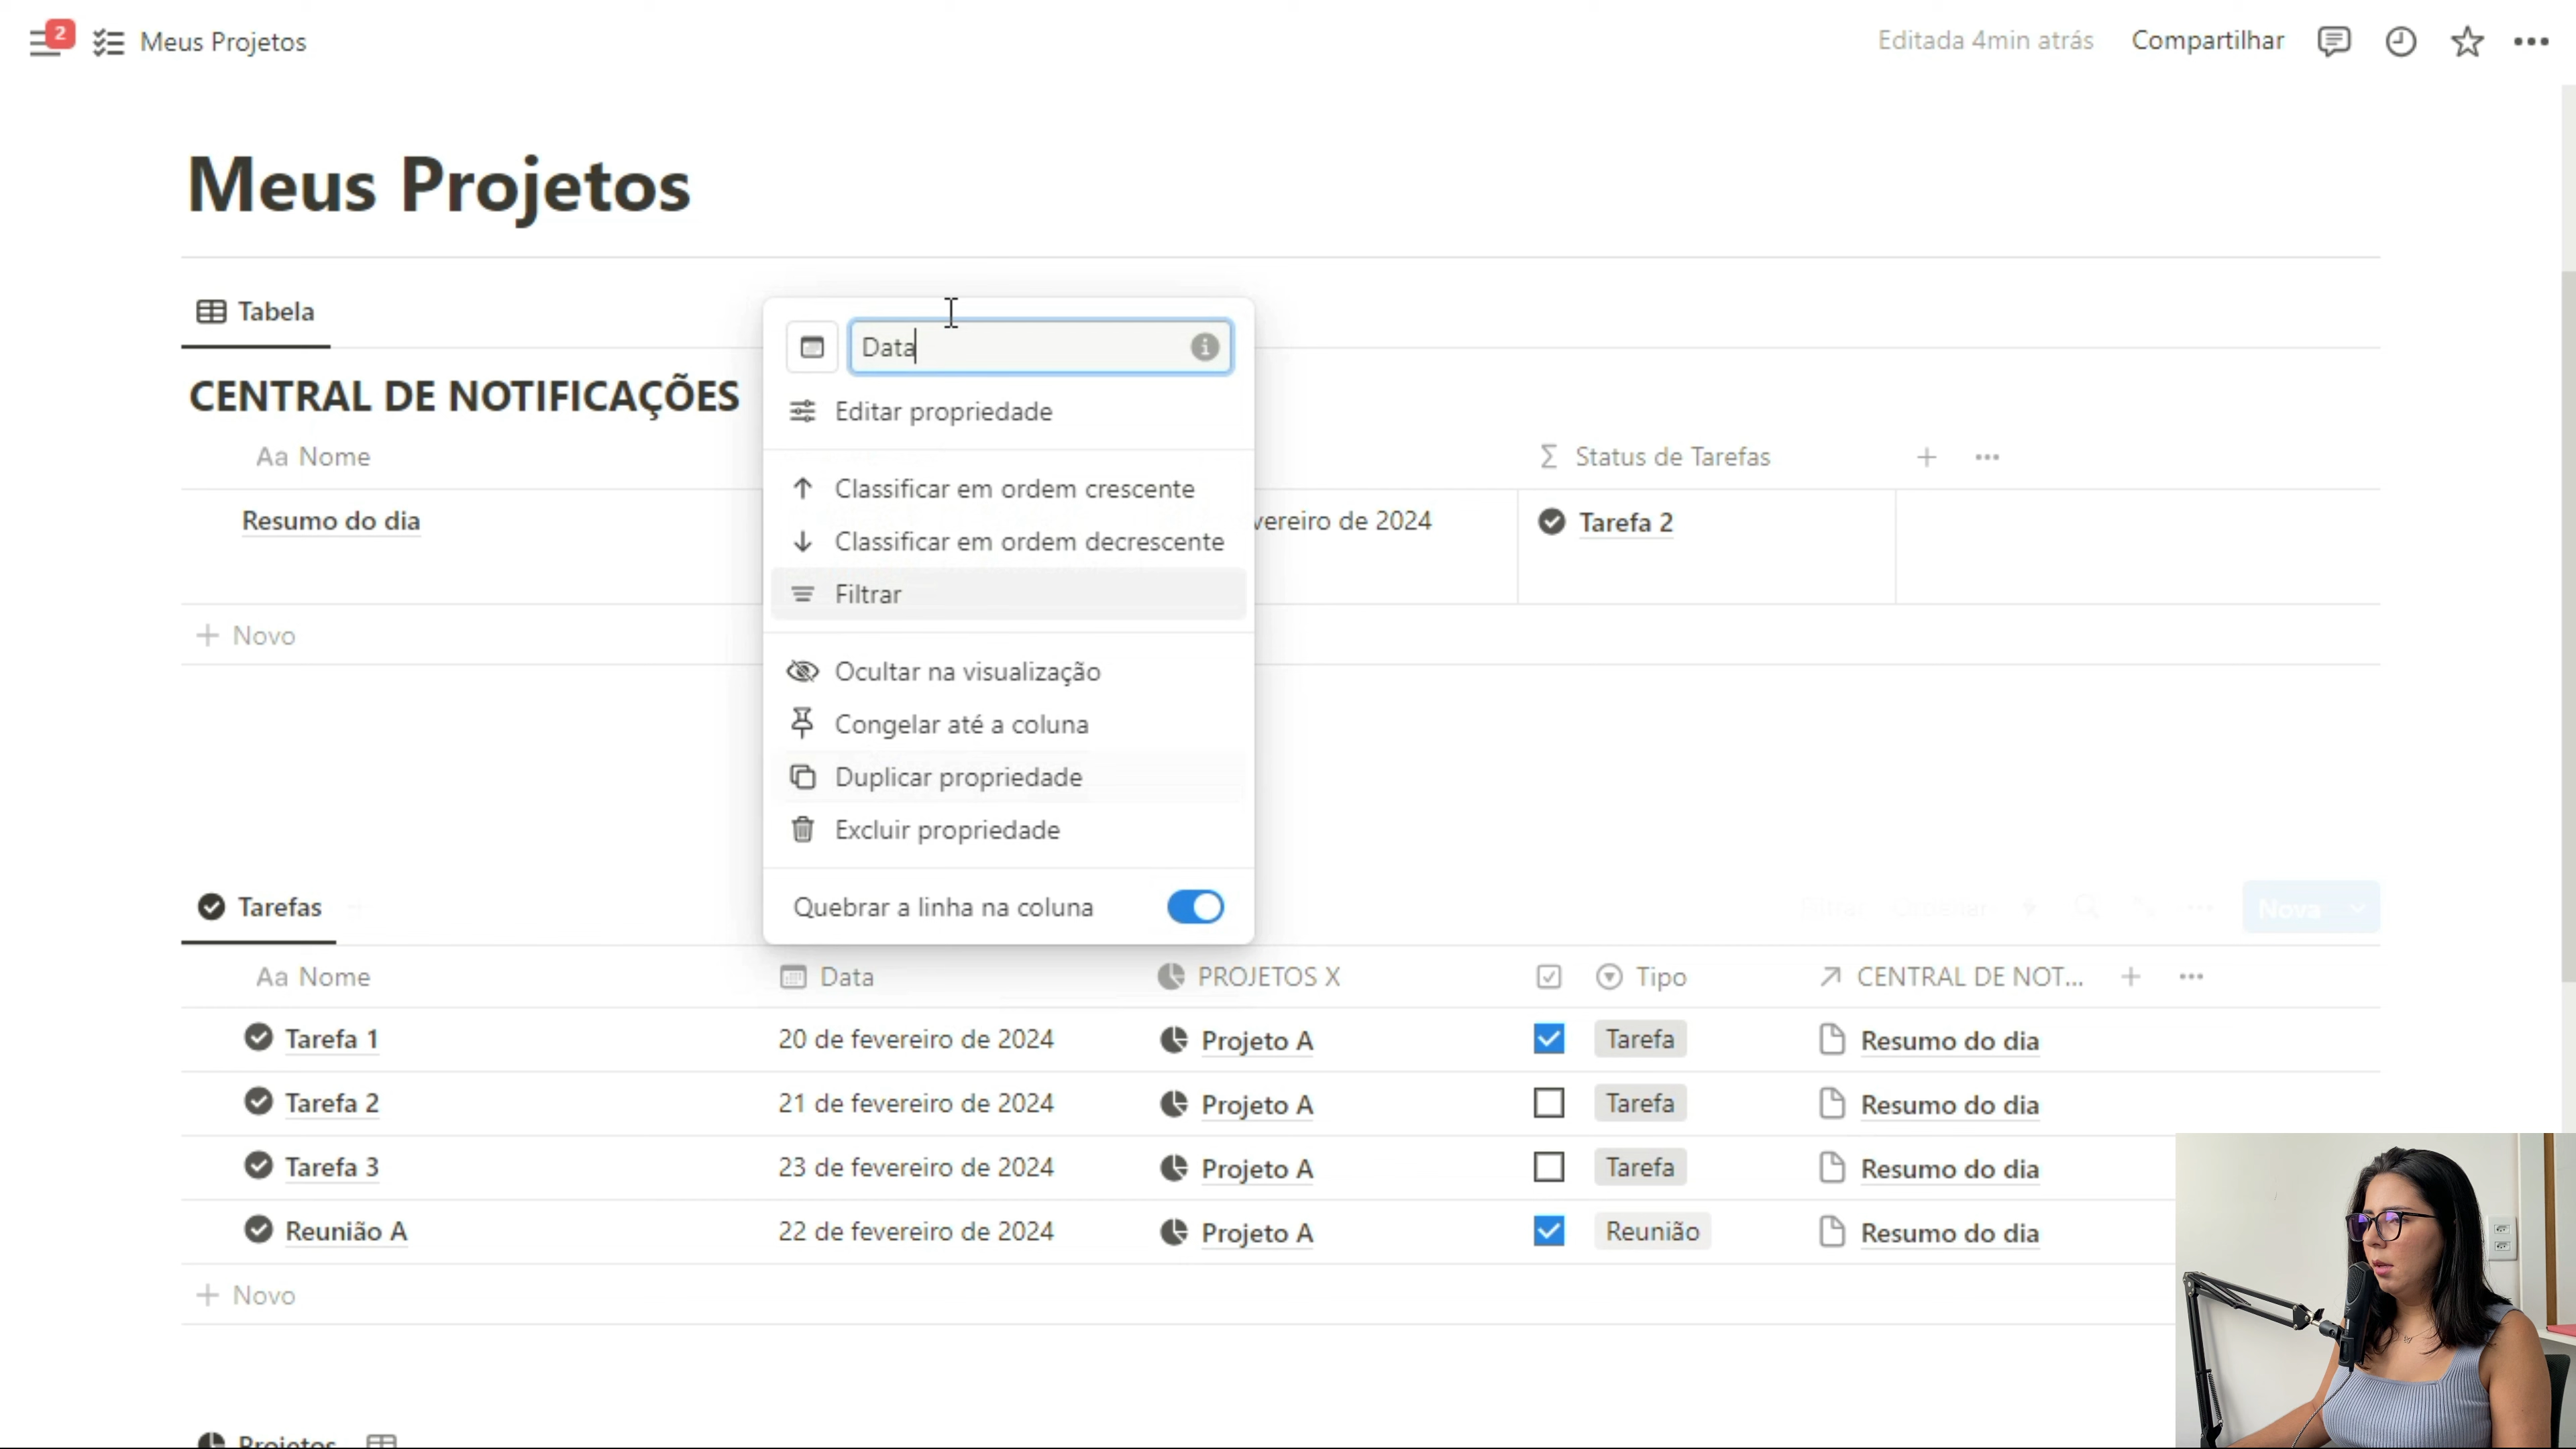 2
Meus Projetos
Editada 4min atrás Compartilhar
Meus Projetos
Tabela
CENTRAL DE NOTIFICAÇÕES
Aa Nome
Status de Tarefas
Resumo do dia
vereiro de 2024
Tarefa 2
+ Novo
Data
Editar propriedade
Classificar em ordem crescente
Classificar em ordem decrescente
Filtrar
Ocultar na visualização
Congelar até a coluna
Duplicar propriedade
Excluir propriedade
Quebrar a linha na coluna
Tarefas
Nova
Aa Nome Data PROJETOS X Tipo CENTRAL DE NOT...
Tarefa 1 20 de fevereiro de 2024 Projeto A Tarefa Resumo do dia
Tarefa 2 21 de fevereiro de 2024 Projeto A Tarefa Resumo do dia
Tarefa 3 23 de fevereiro de 2024 Projeto A Tarefa Resumo do dia
Reunião A 22 de fevereiro de 2024 Projeto A Reunião Resumo do dia
+ Novo
Projetos